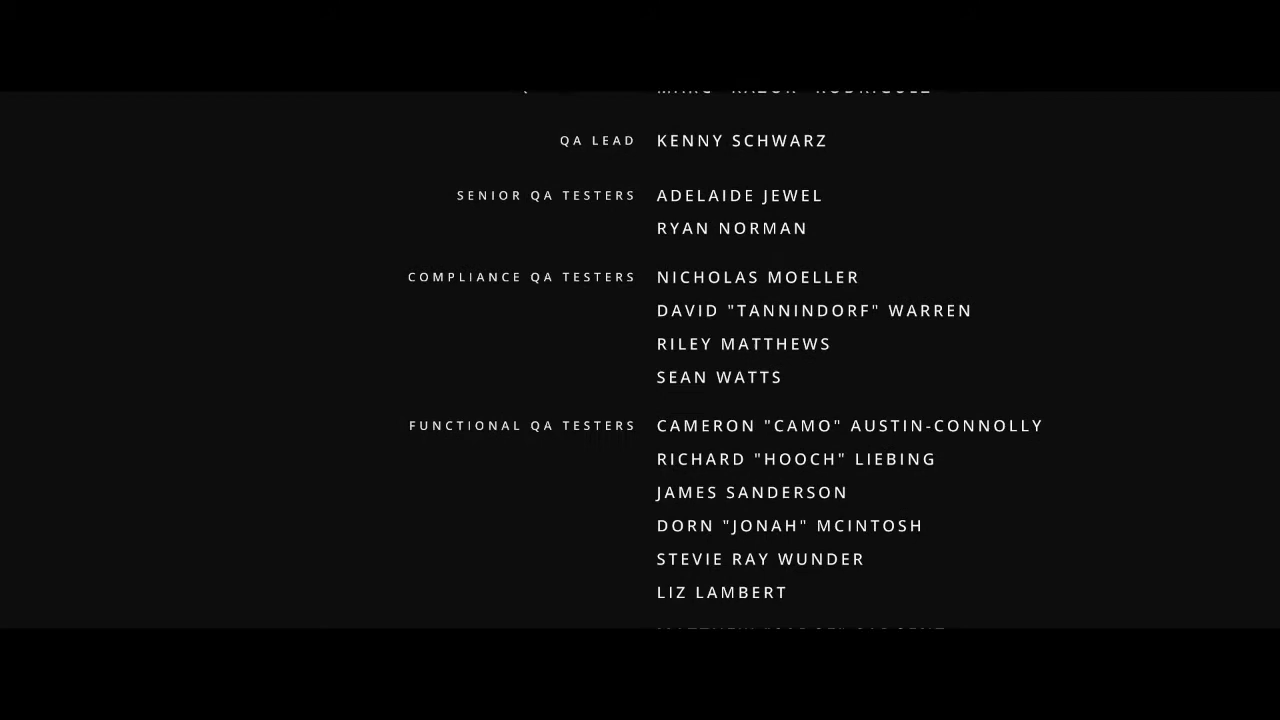 QA LEAD KENNY SCHWARZ
SENIOR QA TESTERS ADELAIDE JEWEL
RYAN NORMAN
COMPLIANCE QA TESTERS NICHOLAS MOELLER
DAVID "TANNINDORF" WARREN
RILEY MATTHEWS
SEAN WATTS
FUNCTIONAL QA TESTERS CAMERON "CAMO" AUSTIN-CONNOLLY
RICHARD "HOOCH" LIEBING
JAMES SANDERSON
DORN "JONAH" MCINTOSH
STEVIE RAY WUNDER
LIZ LAMBERT